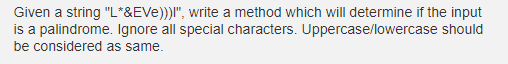 Given a string "L*&EVe)))l", write a method which will determine if the input
is a palindrome. Ignore all special characters. Uppercase/lowercase should
be considered as same.